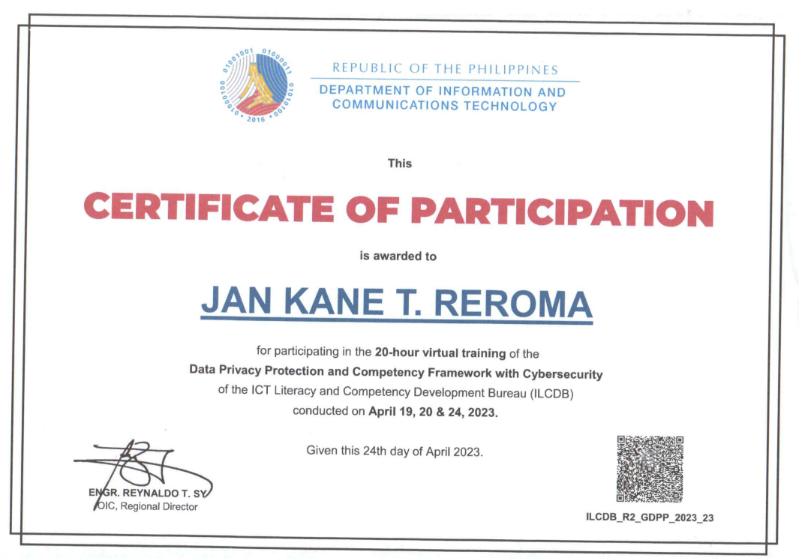 REPUBLIC OF THE PHILIPPINES
DEPARTMENT OF INFORMATION AND
COMMUNICATIONS TECHNOLOGY
01000100 01001001 01000011 01010100
• 2016 •
This
CERTIFICATE OF PARTICIPATION
is awarded to
JAN KANE T. REROMA
for participating in the 20-hour virtual training of the
Data Privacy Protection and Competency Framework with Cybersecurity
of the ICT Literacy and Competency Development Bureau (ILCDB)
conducted on April 19, 20 & 24, 2023.
Given this 24th day of April 2023.
ENGR. REYNALDO T. SY
OIC, Regional Director
ILCDB_R2_GDPP_2023_23